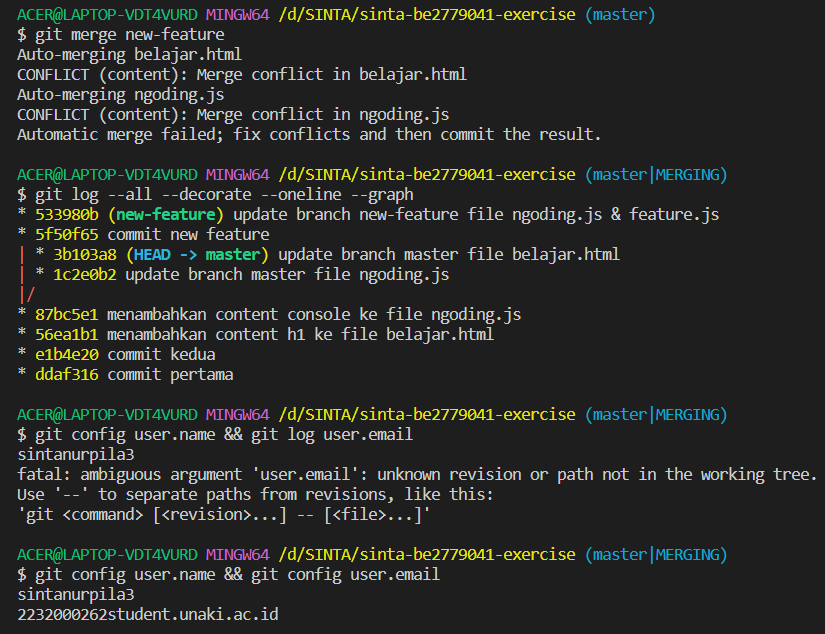 ACER@LAPTOP-VDT4VURD MINGW64 /d/SINTA/sinta-be2779041-exercise (master)
$ git merge new-feature
Auto-merging belajar.html
CONFLICT (content): Merge conflict in belajar.html
Auto-merging ngoding.js
CONFLICT (content): Merge conflict in ngoding.js
Automatic merge failed; fix conflicts and then commit the result.

ACER@LAPTOP-VDT4VURD MINGW64 /d/SINTA/sinta-be2779041-exercise (master|MERGING)
$ git log --all --decorate --oneline --graph
* 533980b (new-feature) update branch new-feature file ngoding.js & feature.js
* 5f50f65 commit new feature
| * 3b103a8 (HEAD -> master) update branch master file belajar.html
| * 1c2e0b2 update branch master file ngoding.js
|/
* 87bc5e1 menambahkan content console ke file ngoding.js
* 56ea1b1 menambahkan content h1 ke file belajar.html
* e1b4e20 commit kedua
* ddaf316 commit pertama

ACER@LAPTOP-VDT4VURD MINGW64 /d/SINTA/sinta-be2779041-exercise (master|MERGING)
$ git config user.name && git log user.email
sintanurpila3
fatal: ambiguous argument 'user.email': unknown revision or path not in the working tree.
Use '--' to separate paths from revisions, like this:
'git <command> [<revision>...] -- [<file>...]'

ACER@LAPTOP-VDT4VURD MINGW64 /d/SINTA/sinta-be2779041-exercise (master|MERGING)
$ git config user.name && git config user.email
sintanurpila3
2232000262student.unaki.ac.id